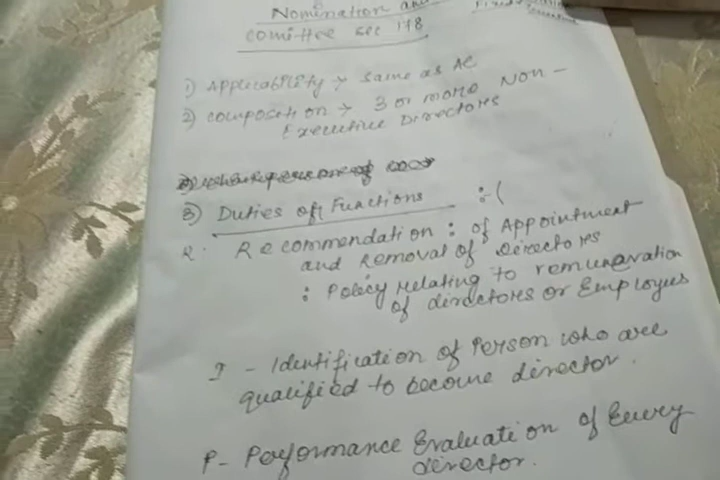 Nomination and
comittee sec 178
1) Applicability → same as AC
2) composition → 3 or more Non -
Executive Directors
3) Duties of Functions :- (
R. Recommendation : of Appointment
and Removal of Directors
: Policy relating to remuneration
of directors or Employees
I - Identification of Person who are
qualified to become director.
P- Performance Evaluation of Every
director.